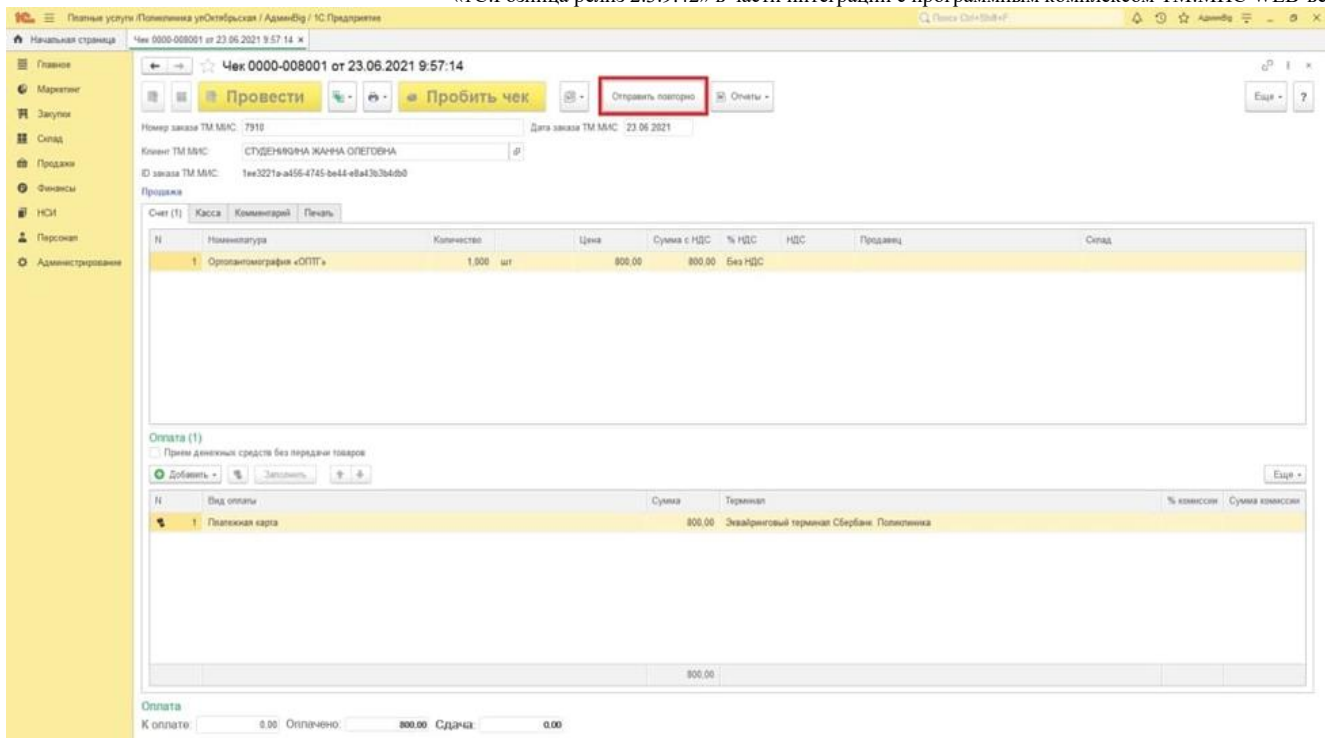 «1С:Розница релиз 2.3.9.42» в части интеграции с программным комплексом ТМ:МИС WEB-ве
1С Платные услуги /Поликлиника улОктябрьская / АдминBig / 1С:Предприятие Поиск Ctrl+Shift+F АдминBig
Начальная страница Чек 0000-008001 от 23.06.2021 9:57:14 ×
Главное
Маркетинг
Закупки
Склад
Продажи
Финансы
НСИ
Персонал
Администрирование
Чек 0000-008001 от 23.06.2021 9:57:14
Провести Пробить чек Отправить повторно Отчеты Еще ?
Номер заказа ТМ:МИС: 7910 Дата заказа ТМ:МИС: 23.06.2021
Клиент ТМ МИС: СТУДЕНИКИНА ЖАННА ОЛЕГОВНА
ID заказа ТМ.МИС: 1ee3221a-a456-4745-be44-e8a43b3b4db0
Продажа
Счет (1) Касса Комментарий Печать
N Номенклатура Количество Цена Сумма с НДС % НДС НДС Продавец Склад
1 Ортопантомография «ОПТГ» 1,000 шт 800,00 800,00 Без НДС
Оплата (1)
Прием денежных средств без передачи товаров
Добавить Заполнить Еще
N Вид оплаты Сумма Терминал % комиссии Сумма комиссии
1 Платежная карта 800,00 Эквайринговый терминал Сбербанк. Поликлиника
800,00
Оплата
К оплате: 0,00 Оплачено: 800,00 Сдача: 0,00